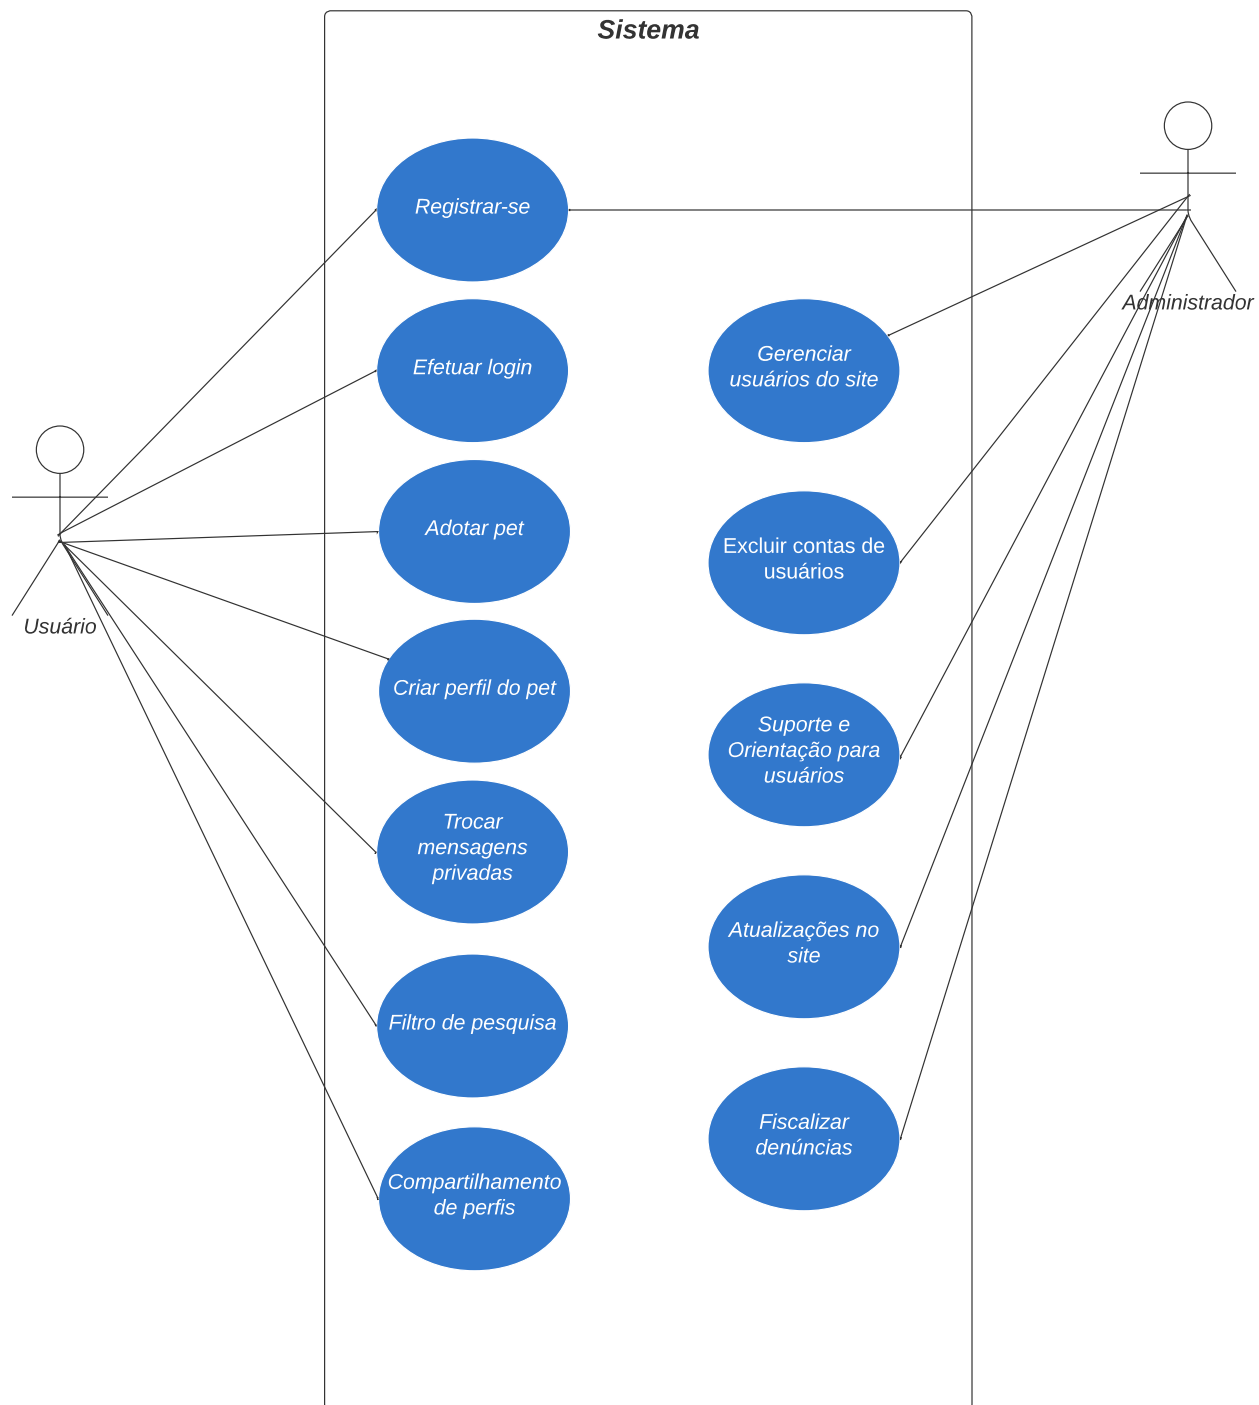 Sistema
Registrar-se
Efetuar login
Adotar pet
Criar perfil do pet
Trocar
mensagens
privadas
Filtro de pesquisa
Compartilhamento
de perfis
Gerenciar
usuários do site
Excluir contas de
usuários
Suporte e
Orientação para
usuários
Atualizações no
site
Fiscalizar
denúncias
Usuário
Administrador